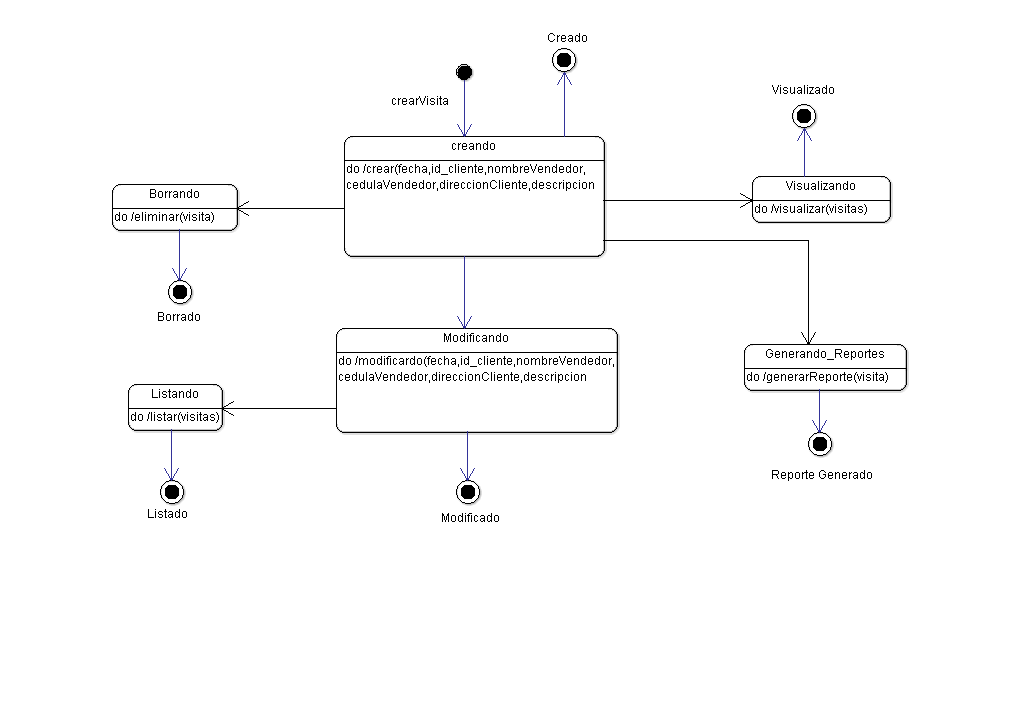 Creado
crearVisita
Visualizado
creando
do /crear(fecha,id_cliente,nombreVendedor,
cedulaVendedor,direccionCliente,descripcion
Borrando
do /eliminar(visita)
Visualizando
do /visualizar(visitas)
Borrado
Modificando
do /modificardo(fecha,id_cliente,nombreVendedor,
cedulaVendedor,direccionCliente,descripcion
Generando_Reportes
do /generarReporte(visita)
Listando
do /listar(visitas)
Reporte Generado
Listado
Modificado